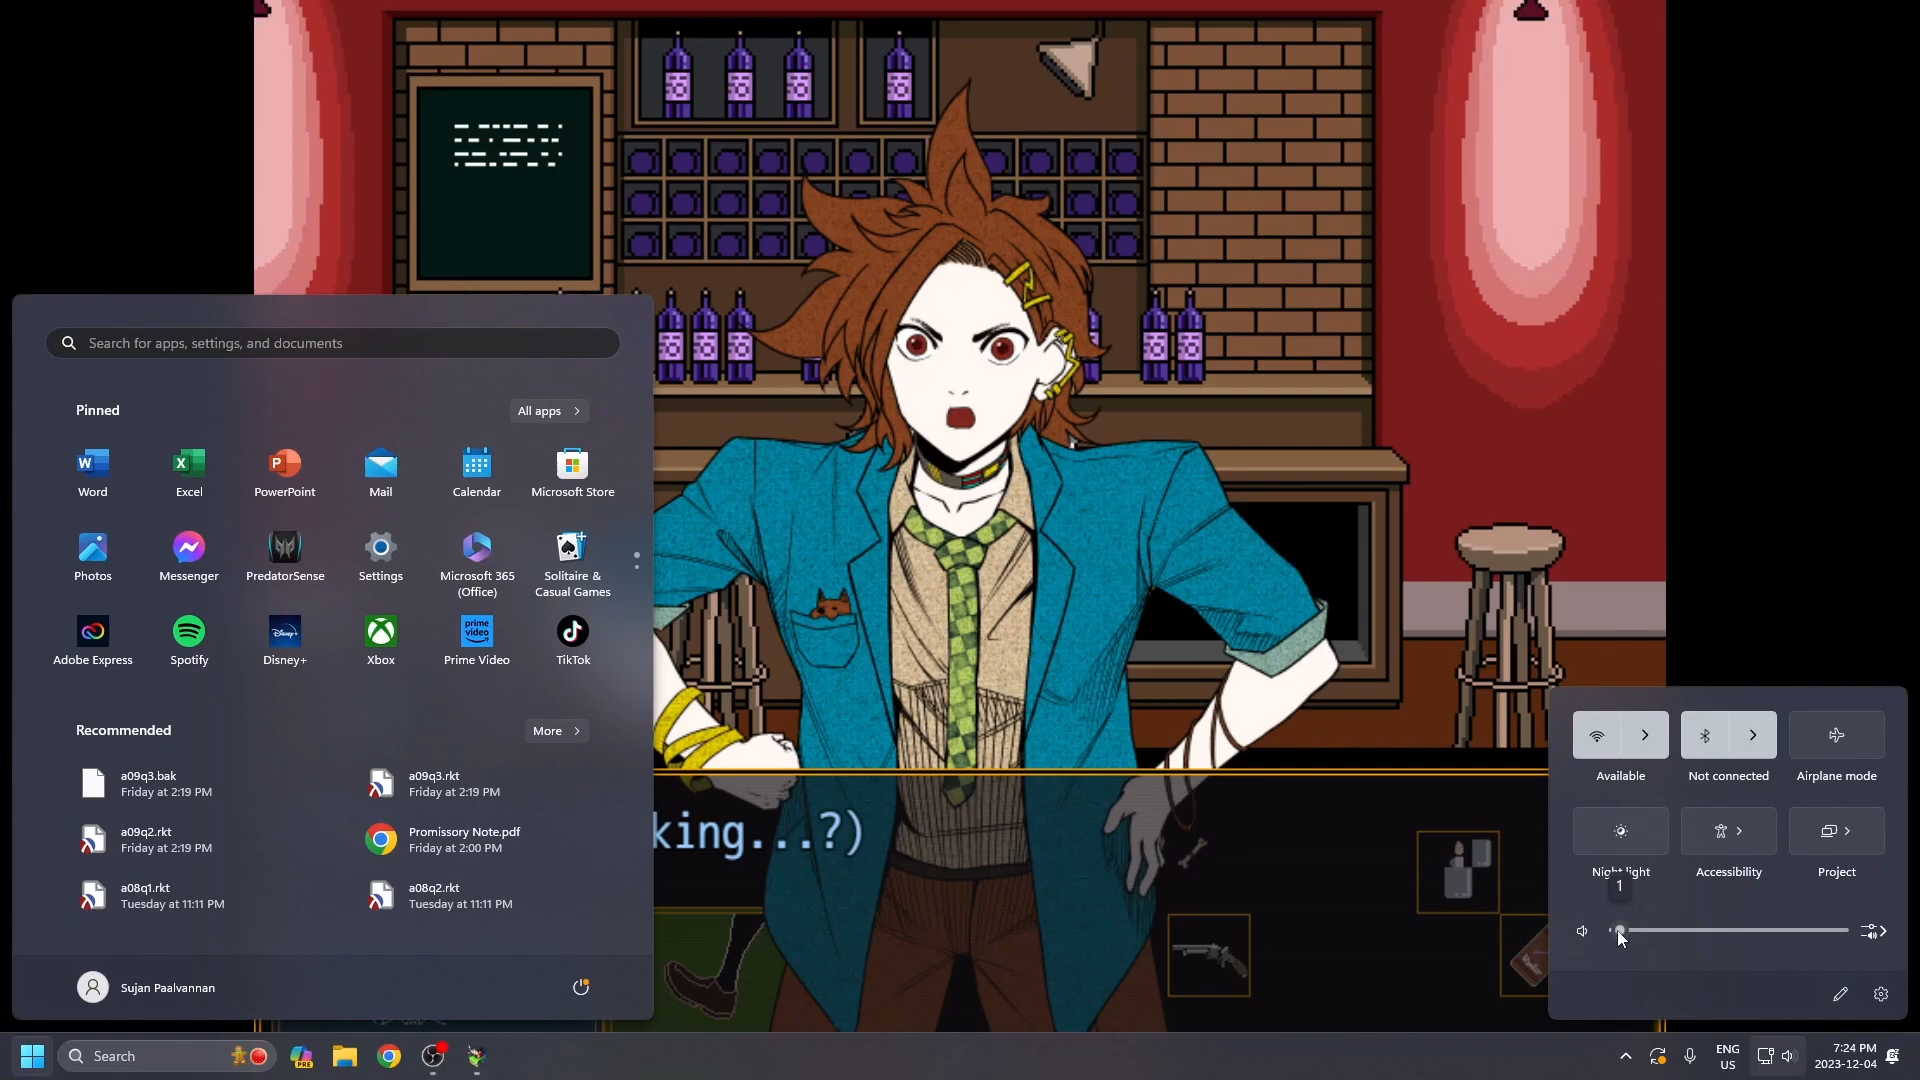 Search for apps, settings, and documents
Pinned
All apps
Word
Excel
PowerPoint
Mail
Calendar
Microsoft Store
Photos
Messenger
PredatorSense
Settings
Microsoft 365
(Office)
Solitaire &
Casual Games
Adobe Express
Spotify
Disney+
Xbox
Prime Video
TikTok
Recommended
More
a09q3.bak
Friday at 2:19 PM
a09q3.rkt
Friday at 2:19 PM
a09q2.rkt
Friday at 2:19 PM
Promissory Note.pdf
Friday at 2:00 PM
a08q1.rkt
Tuesday at 11:11 PM
a08q2.rkt
Tuesday at 11:11 PM
Sujan Paalvannan
king...?)
Available
Not connected
Airplane mode
Night light
Accessibility
Project
1
Search
PRE
ENG
US
7:24 PM
2023-12-04